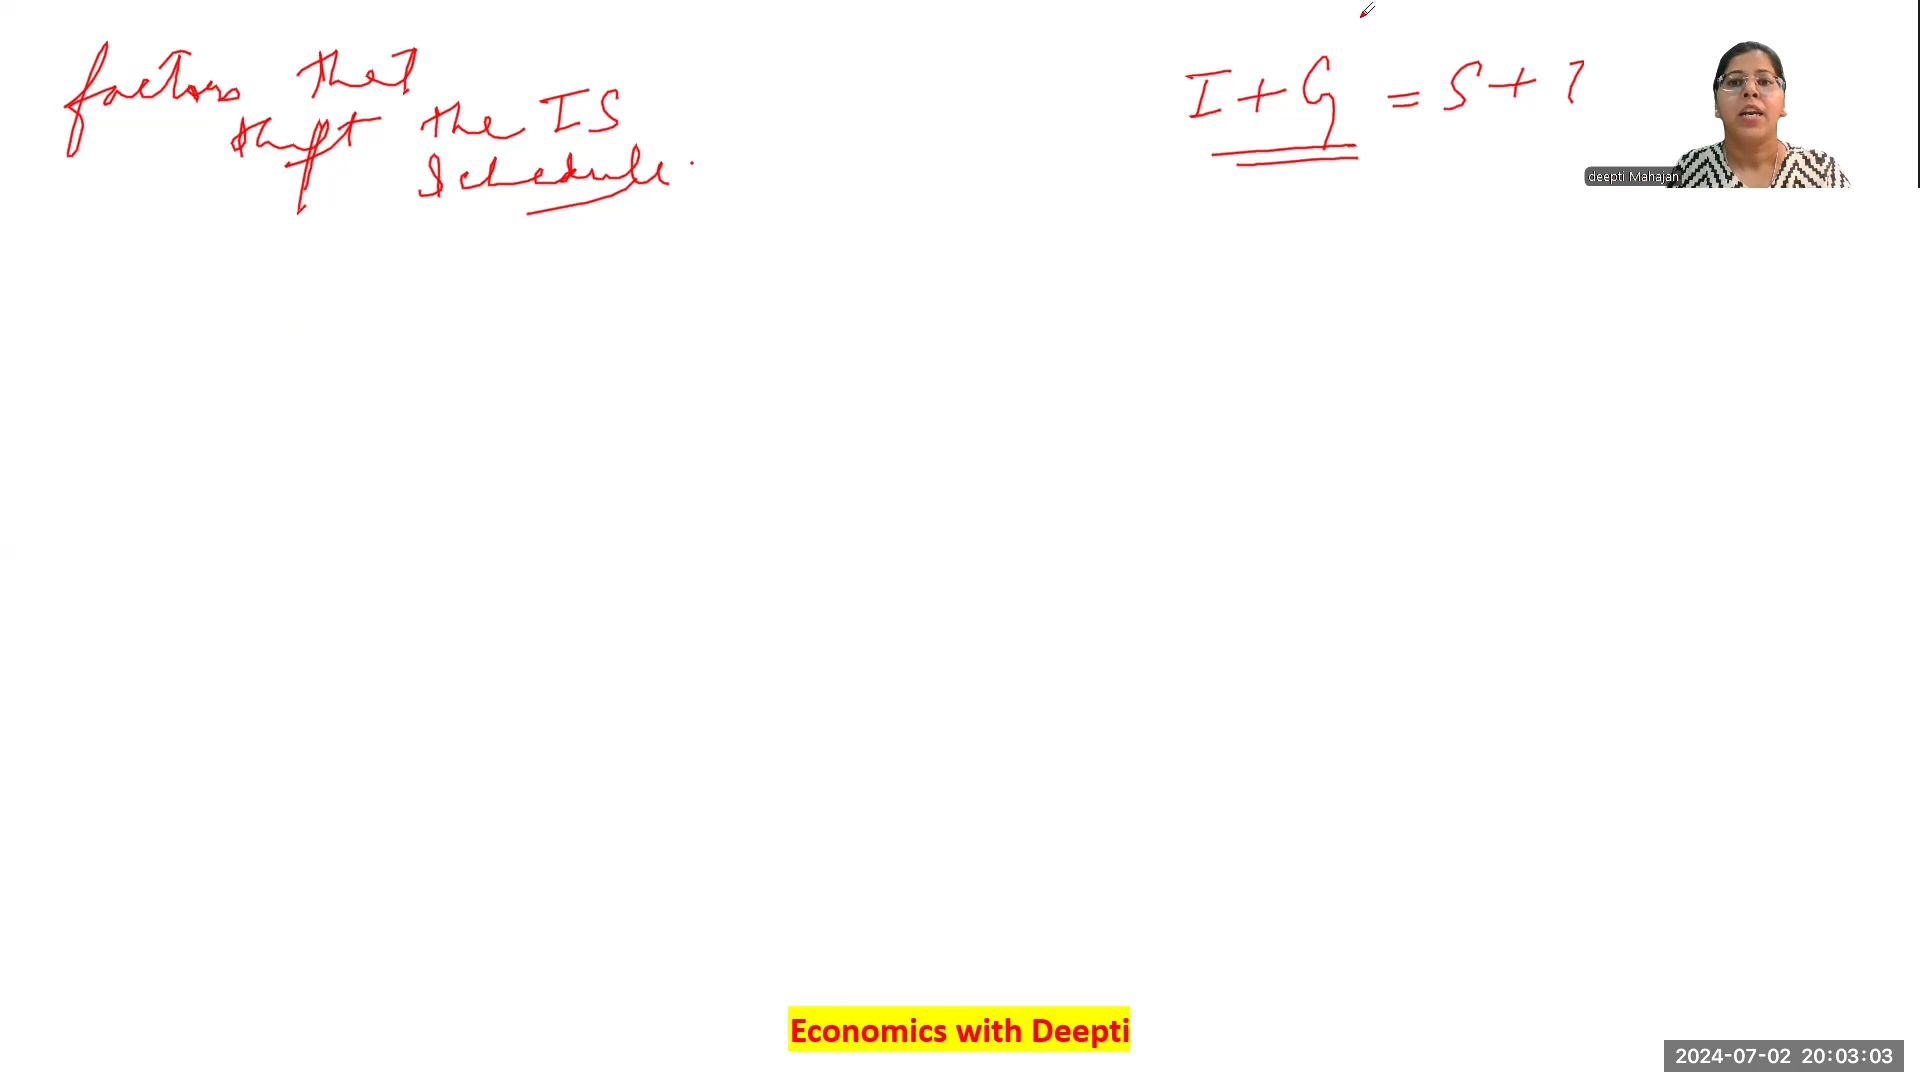 factors that
shift the IS
Schedule.
I + G = S + ?
deepti Mahajan
Economics with Deepti
2024-07-02 20:03:03